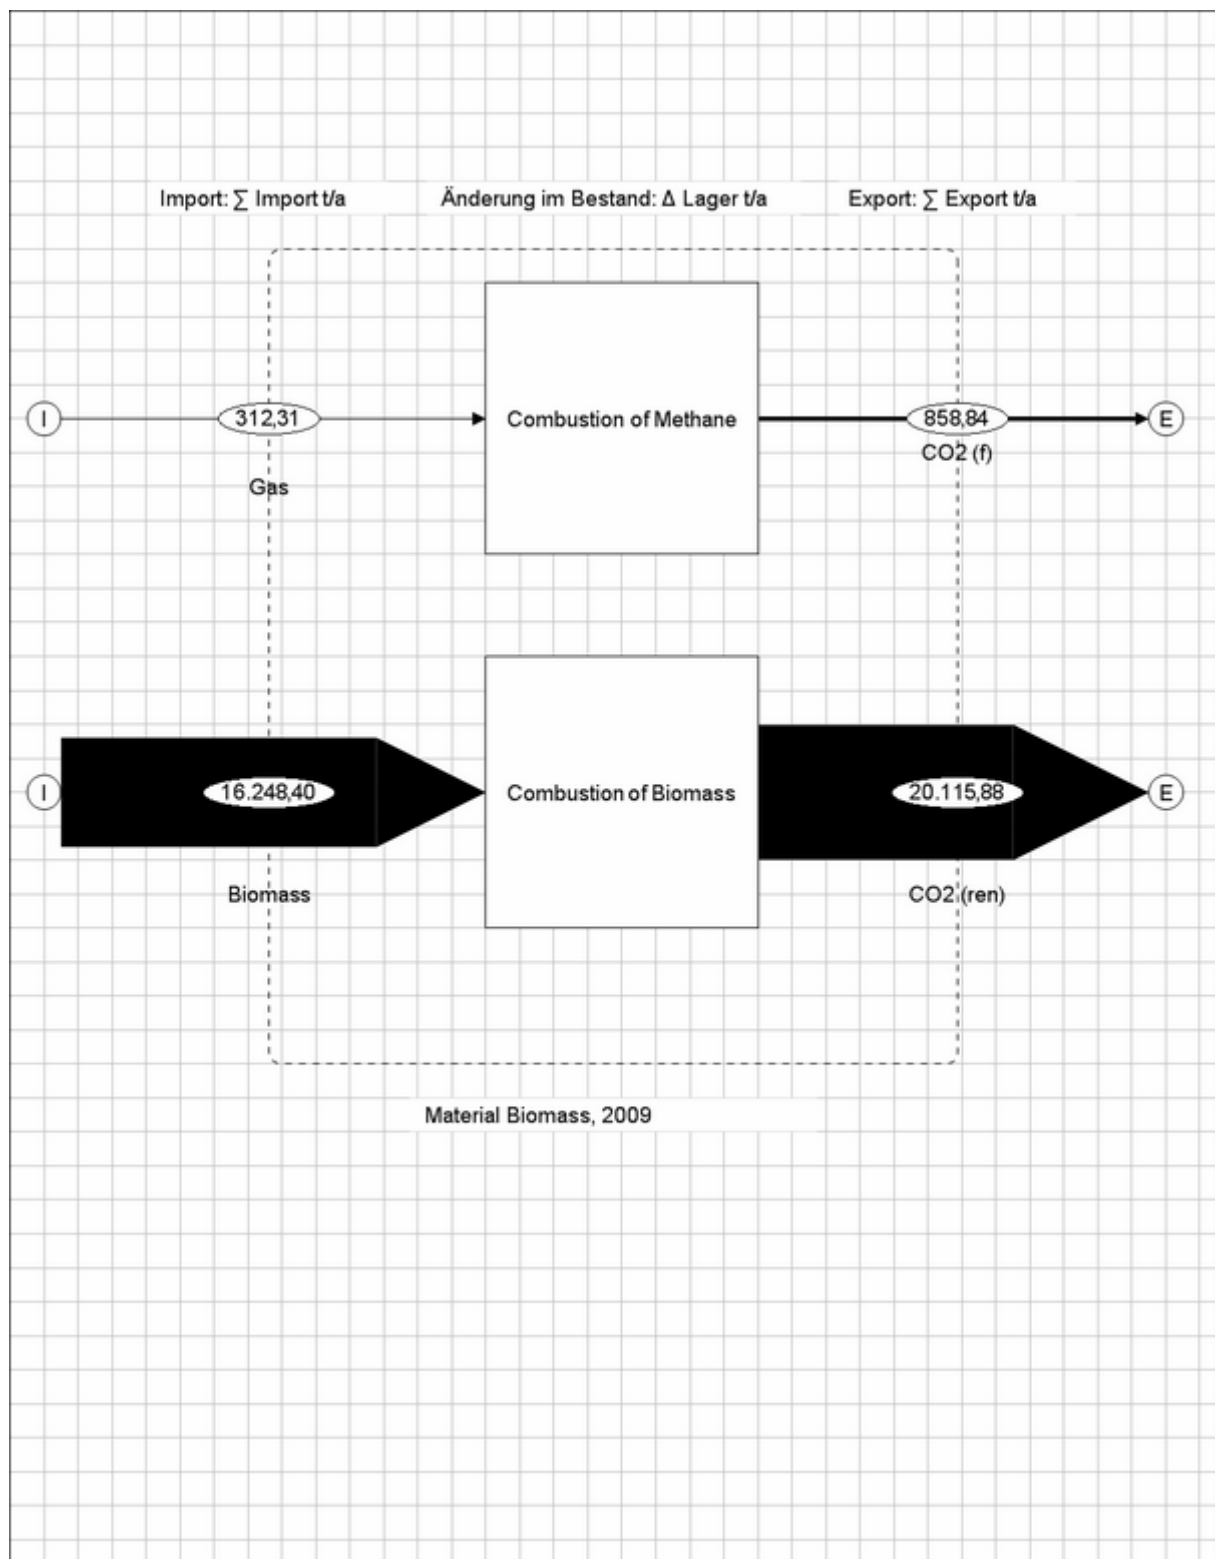 Import: ∑ Import t/a
Änderung im Bestand: Δ Lager t/a
Export: ∑ Export t/a
I
312,31
Combustion of Methane
858,84
E
CO2 (f)
Gas
I
16.248,40
Combustion of Biomass
20.115,88
E
Biomass
CO2 (ren)
Material Biomass, 2009